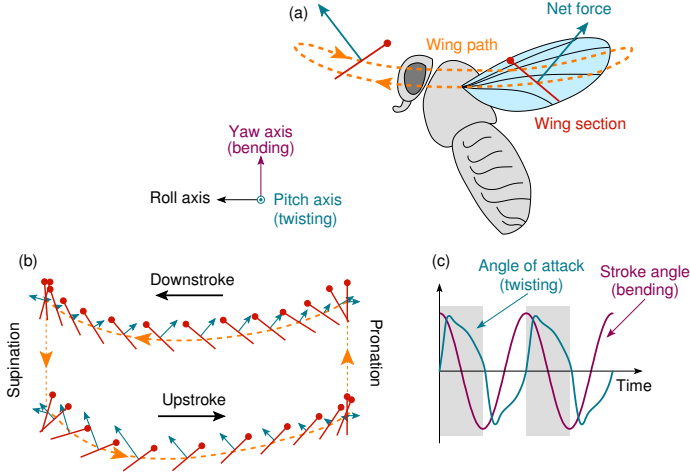 (a)
Net force
Wing path
Wing section
Yaw axis
(bending)
Roll axis
Pitch axis
(twisting)
(b)
Downstroke
Supination
Pronation
Upstroke
(c)
Angle of attack
(twisting)
Stroke angle
(bending)
Time